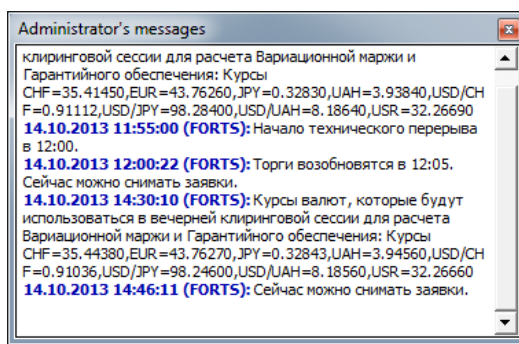 Administrator's messages
клиринговой сессии для расчета Вариационной маржи и
Гарантийного обеспечения: Курсы
CHF=35.41450,EUR=43.76260,JPY=0.32830,UAH=3.93840,USD/CH
F=0.91112,USD/JPY=98.28400,USD/UAH=8.18640,USR=32.26690
14.10.2013 11:55:00 (FORTS): Начало технического перерыва
в 12:00.
14.10.2013 12:00:22 (FORTS): Торги возобновятся в 12:05.
Сейчас можно снимать заявки.
14.10.2013 14:30:10 (FORTS): Курсы валют, которые будут
использоваться в вечерней клиринговой сессии для расчета
Вариационной маржи и Гарантийного обеспечения: Курсы
CHF=35.44380,EUR=43.76270,JPY=0.32843,UAH=3.94560,USD/CH
F=0.91036,USD/JPY=98.24600,USD/UAH=8.18560,USR=32.26660
14.10.2013 14:46:11 (FORTS): Сейчас можно снимать заявки.